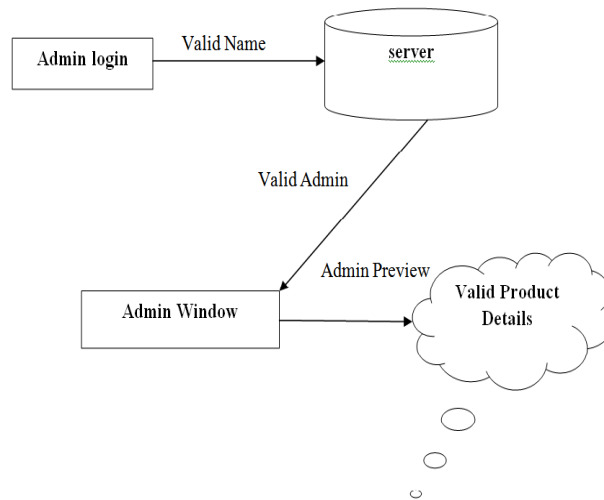 Valid Name
Admin login
server
Valid Admin
Admin Preview
Admin Window
Valid Product
Details